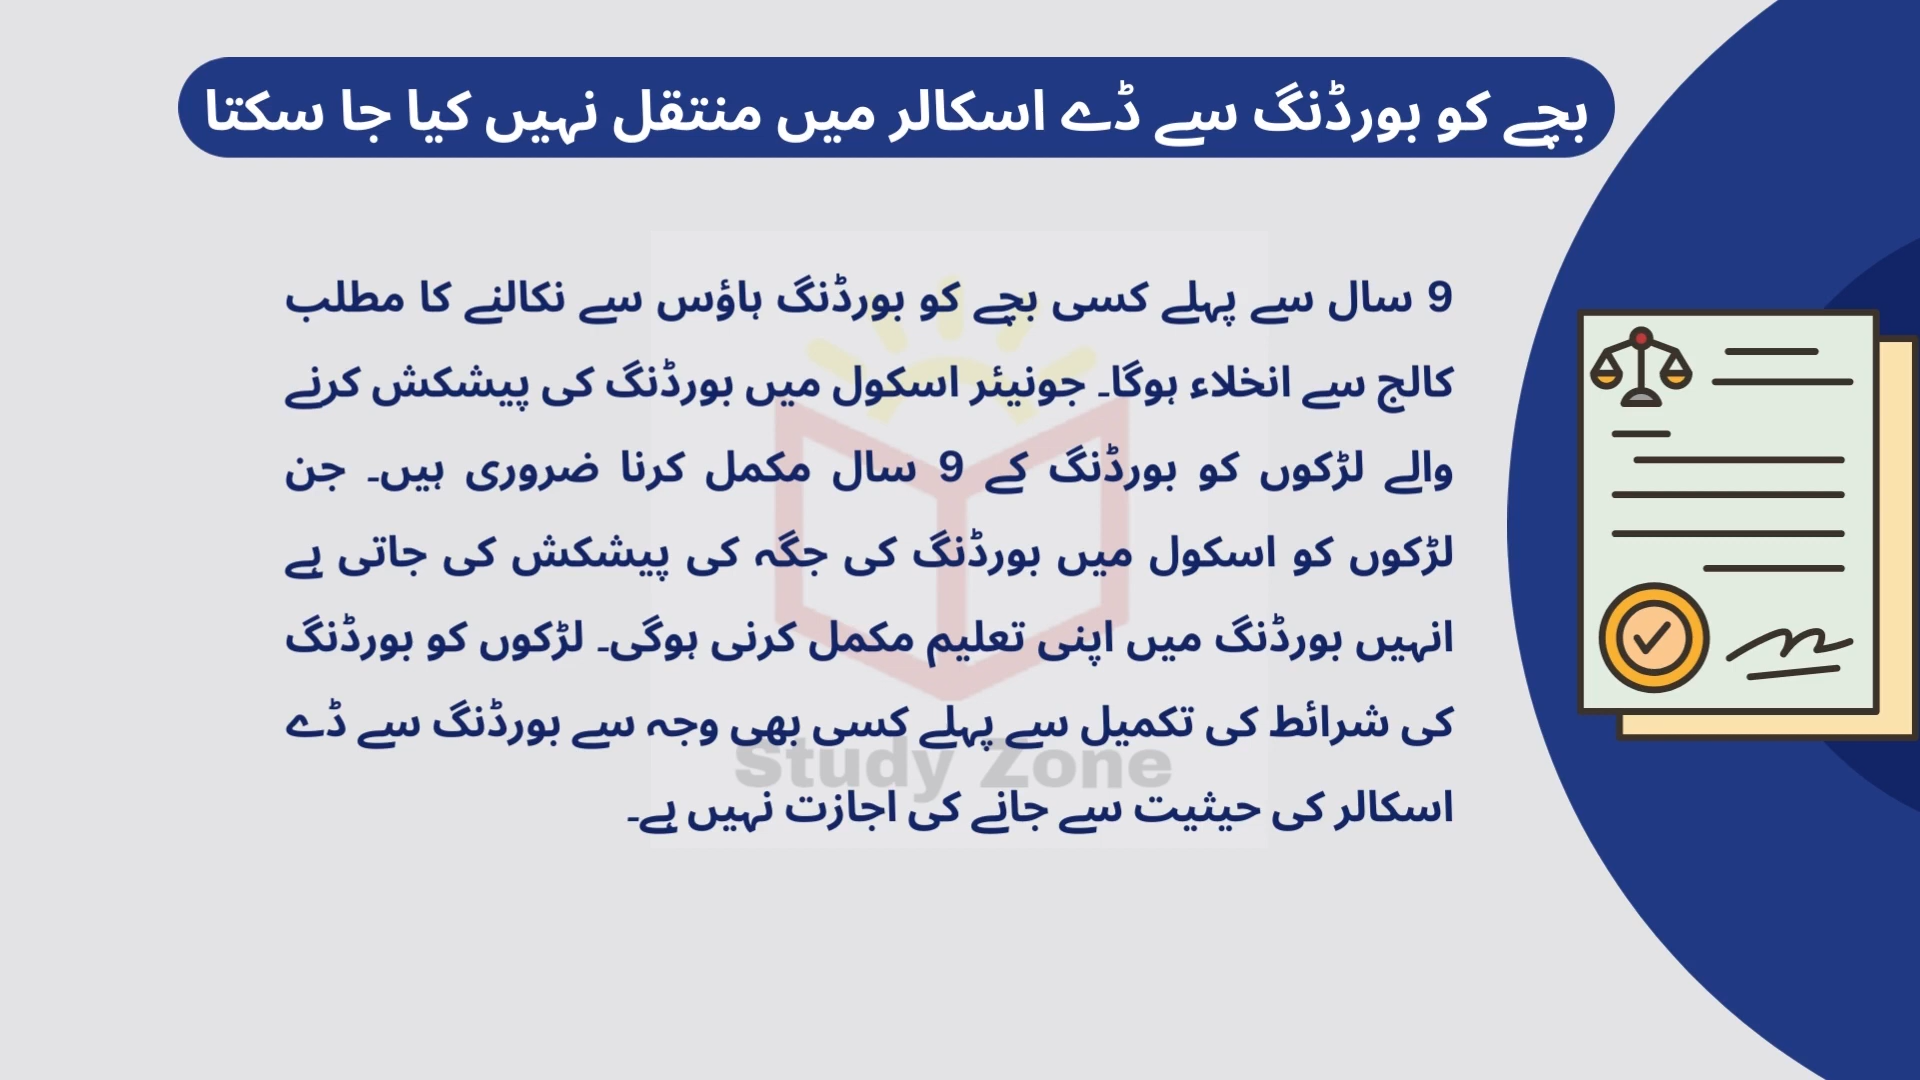 بچے کو بورڈنگ سے ڈے اسکالر میں منتقل نہیں کیا جا سکتا
9 سال سے پہلے کسی بچے کو بورڈنگ ہاؤس سے نکالنے کا مطلب
کالج سے انخلاء ہوگا۔ جونیئر اسکول میں بورڈنگ کی پیشکش کرنے
والے لڑکوں کو بورڈنگ کے 9 سال مکمل کرنا ضروری ہیں۔ جن
لڑکوں کو اسکول میں بورڈنگ کی جگہ کی پیشکش کی جاتی ہے
انہیں بورڈنگ میں اپنی تعلیم مکمل کرنی ہوگی۔ لڑکوں کو بورڈنگ
کی شرائط کی تکمیل سے پہلے کسی بھی وجہ سے بورڈنگ سے ڈے
اسکالر کی حیثیت سے جانے کی اجازت نہیں ہے۔
Study Zone